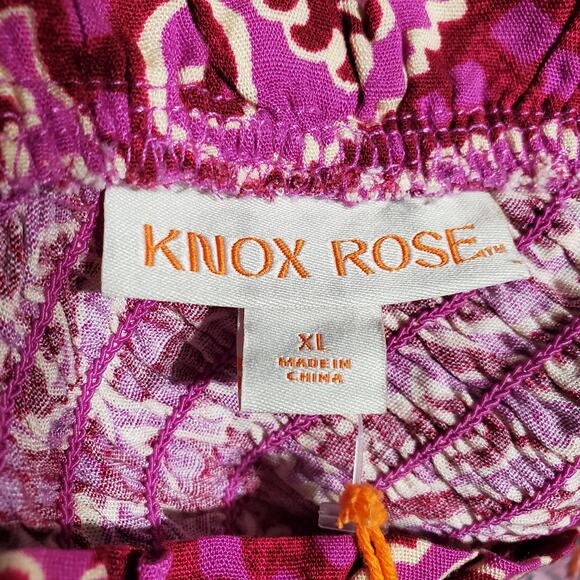 KNOX ROSE™
XL
MADE IN
CHINA